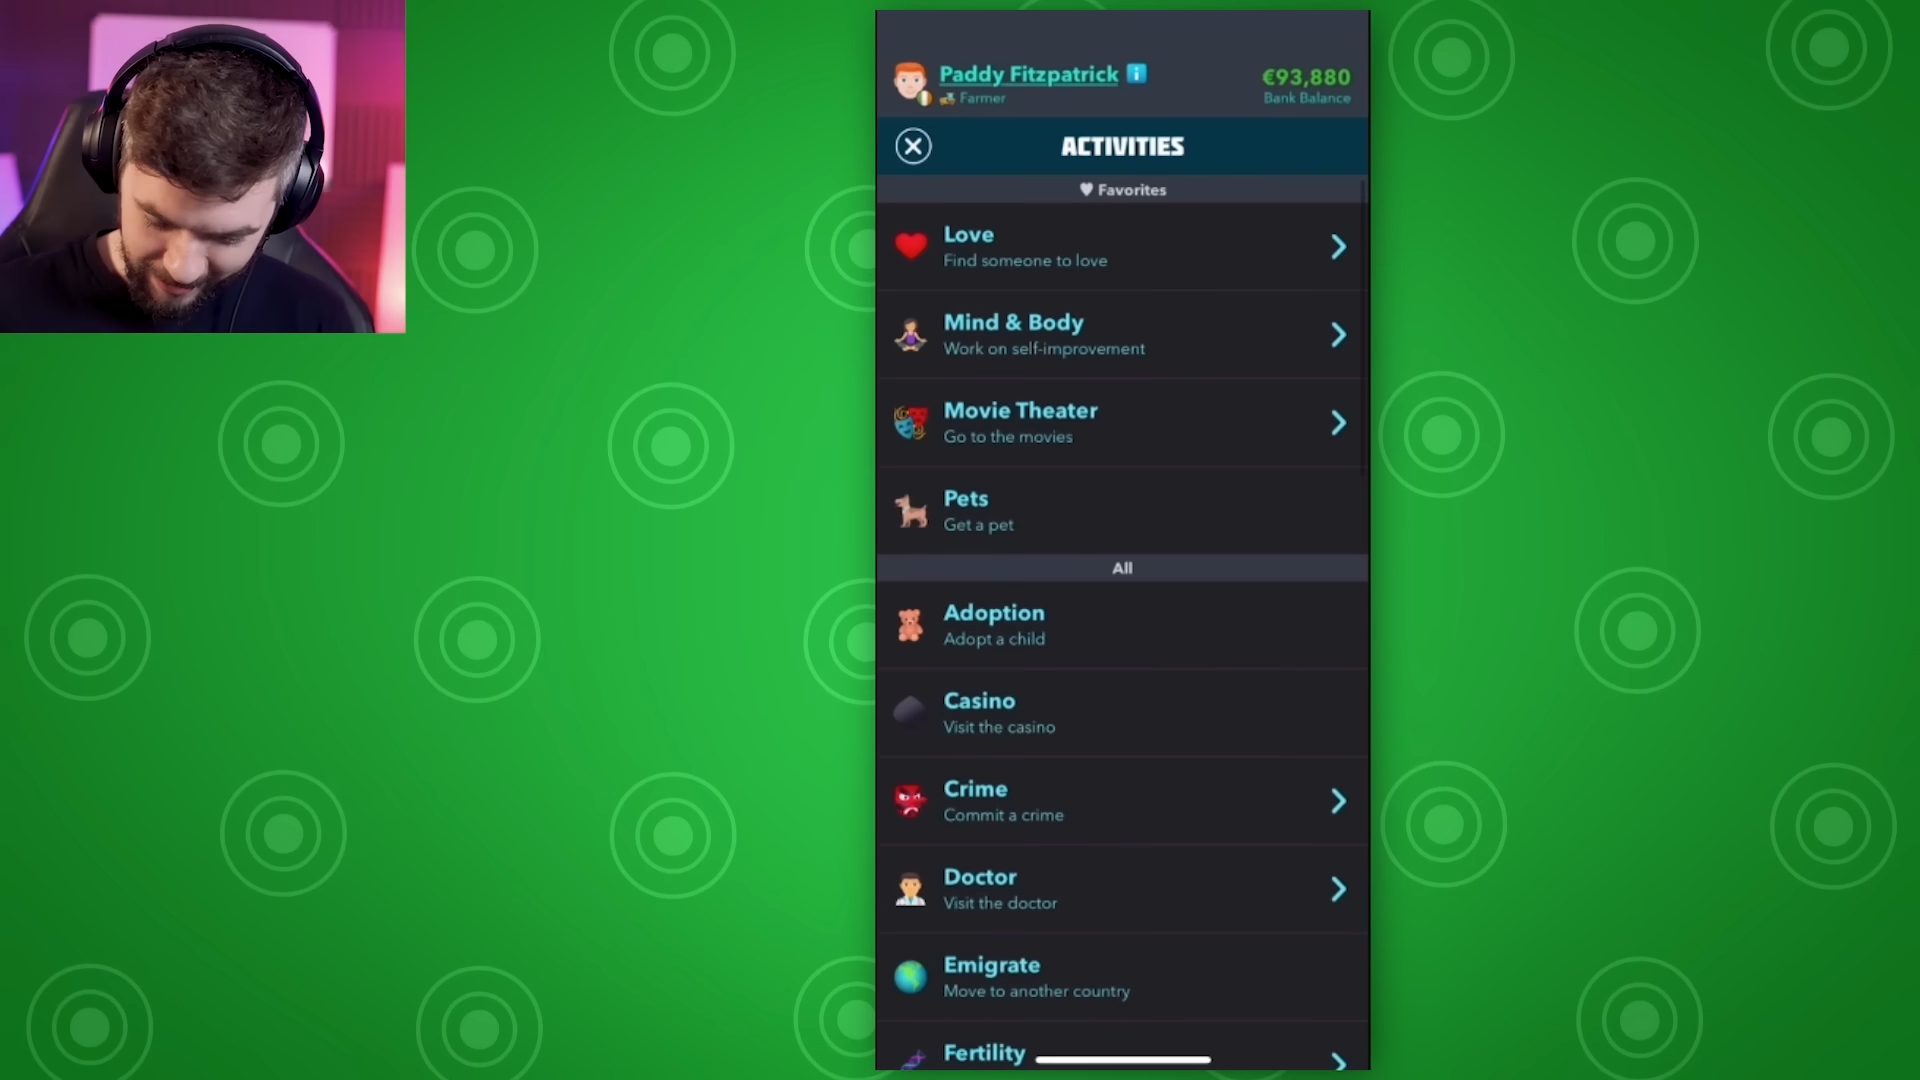 Paddy Fitzpatrick
€93,880
Farmer
Bank Balance
ACTIVITIES
Favorites
Love
Find someone to love
Mind & Body
Work on self-improvement
Movie Theater
Go to the movies
Pets
Get a pet
All
Adoption
Adopt a child
Casino
Visit the casino
Crime
Commit a crime
Doctor
Visit the doctor
Emigrate
Move to another country
Fertility